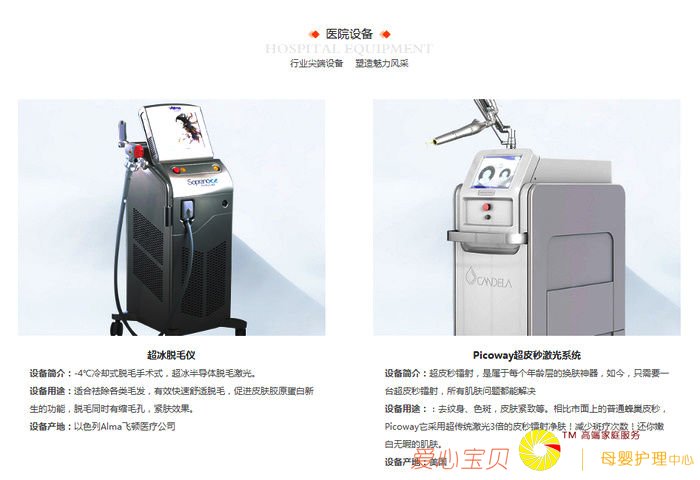 医院设备
HOSPITAL EQUIPMENT
行业尖端设备 塑造魅力风采
Soprano
CANDELA
超冰脱毛仪
设备简介：-4℃冷却式脱毛手术式，超冰半导体脱毛激光。
设备用途：适合祛除各类毛发，有效快速舒适脱毛，促进皮肤胶原蛋白新
生的功能，脱毛同时有缩毛孔，紧肤效果。
设备产地：以色列Alma飞顿医疗公司
Picoway超皮秒激光系统
设备简介：超皮秒镭射，是属于每个年龄层的换肤神器，如今，只需要一
台超皮秒镭射，所有肌肤问题都能解决
设备用途：：去纹身、色斑，皮肤紧致等。相比市面上的普通蜂巢皮秒，
Picoway它采用超传统激光3倍的皮秒镭射净肤！减少斑疗次数！还你嫩
白无暇的肌肤。
设备产地：美国
爱心宝贝
TM 高端家庭服务
母婴护理中心